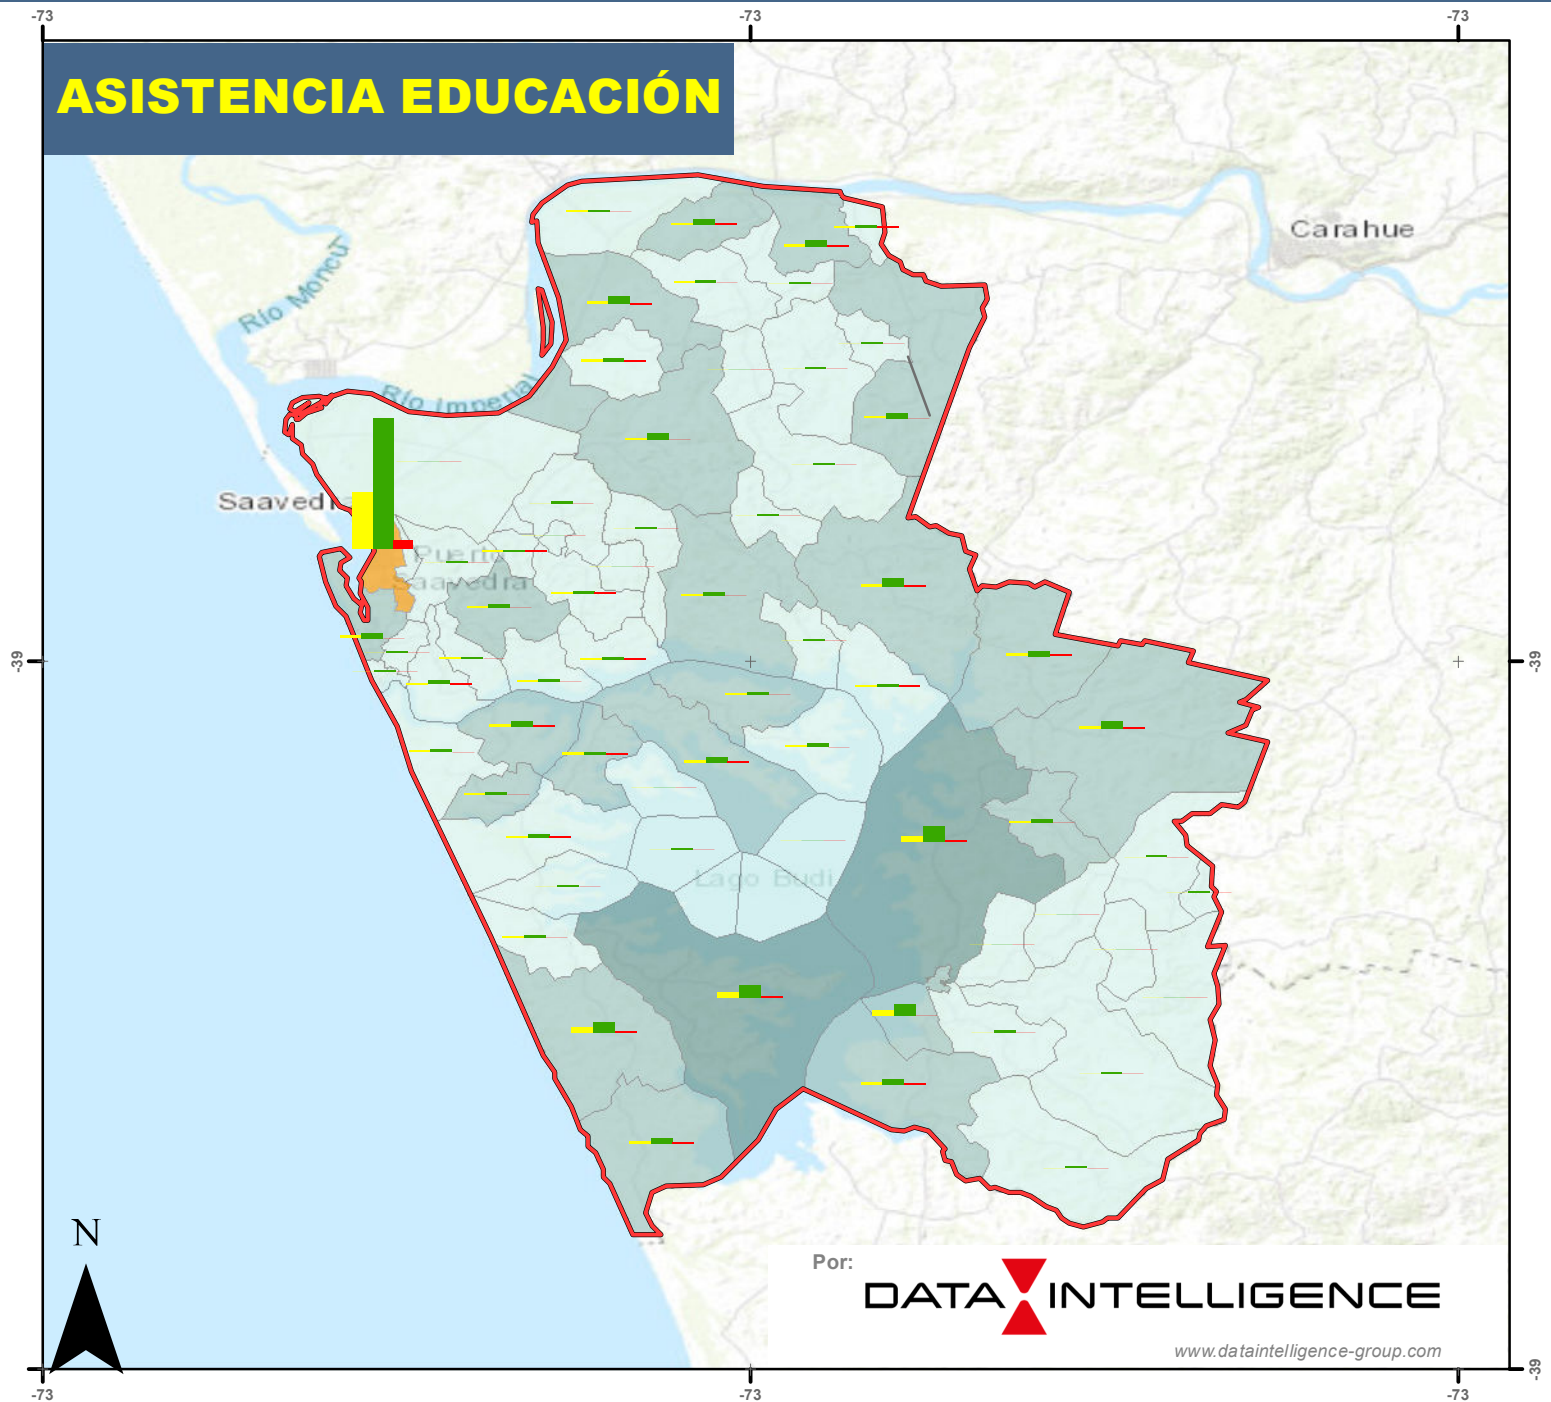 -73
-73
-73
ASISTENCIA EDUCACIÓN
Carahue
Río Moncul
Río Imperial
Saavedr
Puerto
Saavedra
-39
-39
Lago Budi
N
Por:
DATA INTELLIGENCE
www.dataintelligence-group.com
-39
-73
-73
-73